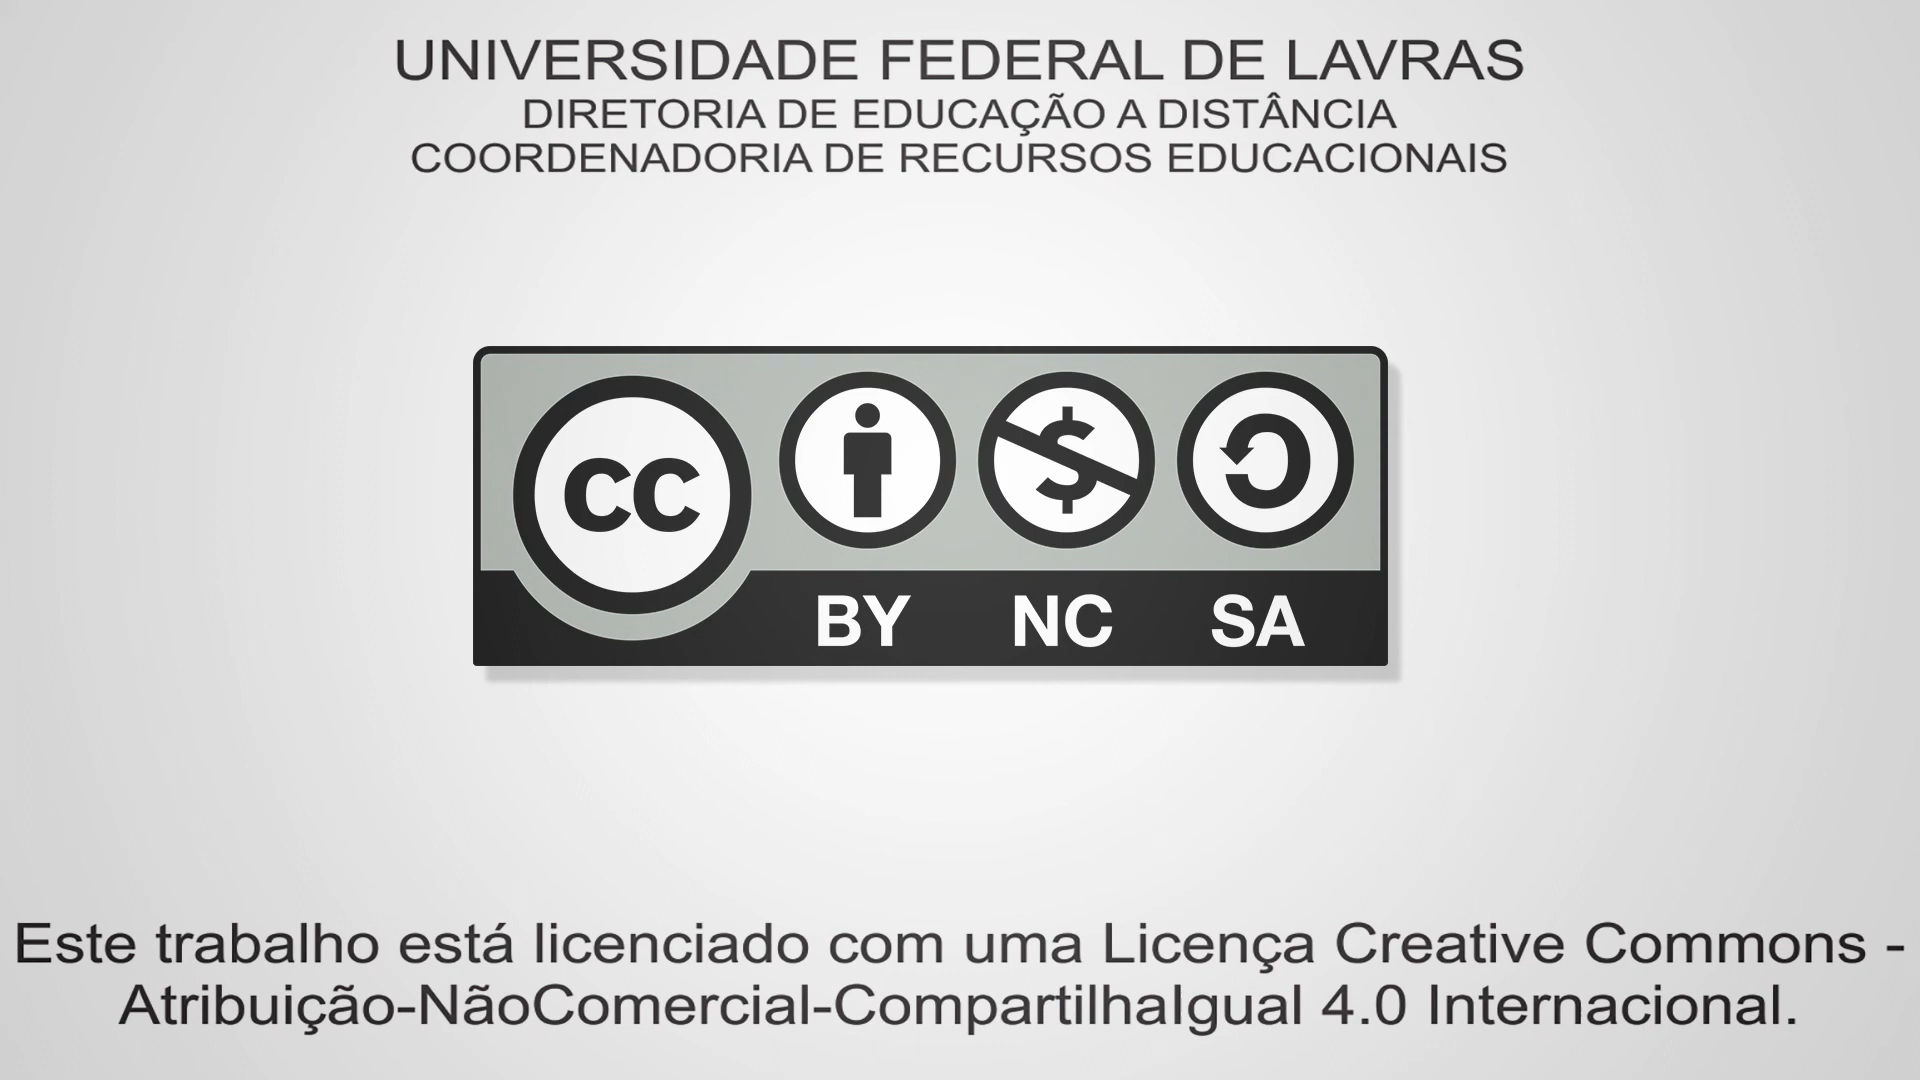 UNIVERSIDADE FEDERAL DE LAVRAS
DIRETORIA DE EDUCAÇÃO A DISTÂNCIA
COORDENADORIA DE RECURSOS EDUCACIONAIS
cc
BY NC SA
Este trabalho está licenciado com uma Licença Creative Commons -
Atribuição-NãoComercial-CompartilhaIgual 4.0 Internacional.